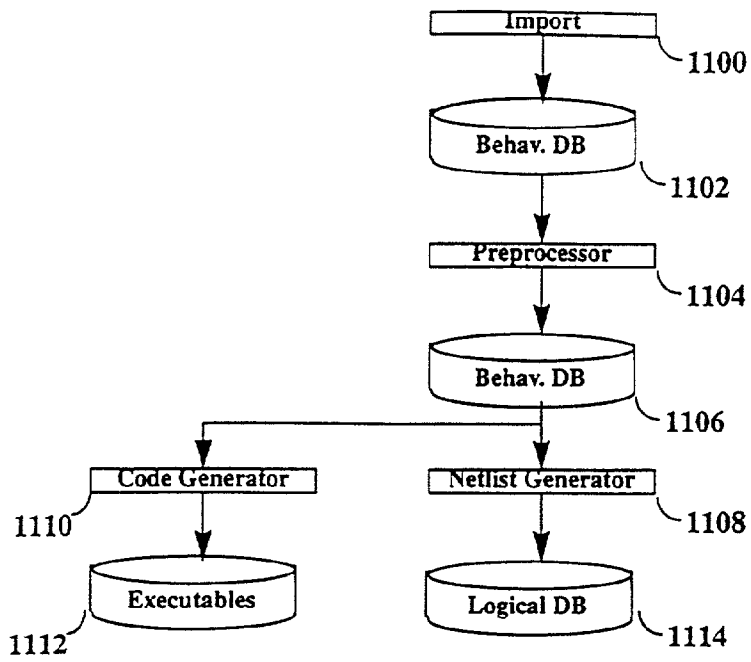 Import
1100
Behav. DB
1102
Preprocessor
1104
Behav. DB
1106
Code Generator
Netlist Generator
1110
1108
Executables
Logical DB
1112
1114